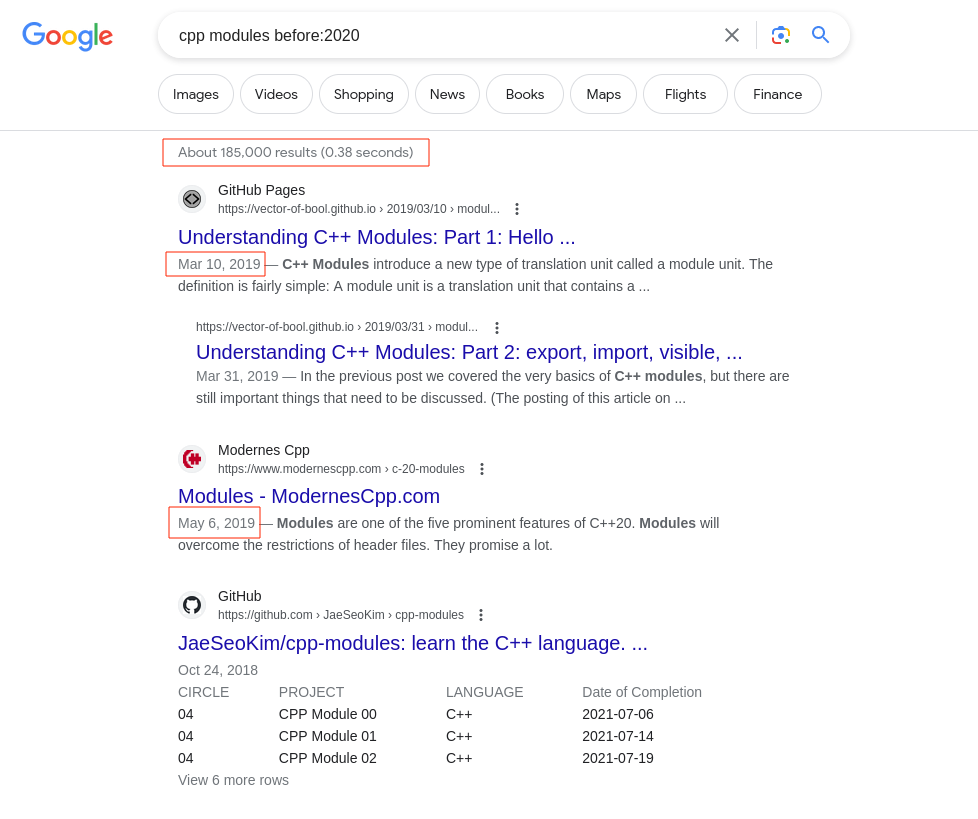 Google
cpp modules before:2020
Images Videos Shopping News Books Maps Flights Finance
About 185,000 results (0.38 seconds)
GitHub Pages
https://vector-of-bool.github.io › 2019/03/10 › modul...
Understanding C++ Modules: Part 1: Hello ...
Mar 10, 2019 — C++ Modules introduce a new type of translation unit called a module unit. The
definition is fairly simple: A module unit is a translation unit that contains a ...
https://vector-of-bool.github.io › 2019/03/31 › modul...
Understanding C++ Modules: Part 2: export, import, visible, ...
Mar 31, 2019 — In the previous post we covered the very basics of C++ modules, but there are
still important things that need to be discussed. (The posting of this article on ...
Modernes Cpp
https://www.modernescpp.com › c-20-modules
Modules - ModernesCpp.com
May 6, 2019 — Modules are one of the five prominent features of C++20. Modules will
overcome the restrictions of header files. They promise a lot.
GitHub
https://github.com › JaeSeoKim › cpp-modules
JaeSeoKim/cpp-modules: learn the C++ language. ...
Oct 24, 2018
CIRCLE PROJECT LANGUAGE Date of Completion
04 CPP Module 00 C++ 2021-07-06
04 CPP Module 01 C++ 2021-07-14
04 CPP Module 02 C++ 2021-07-19
View 6 more rows